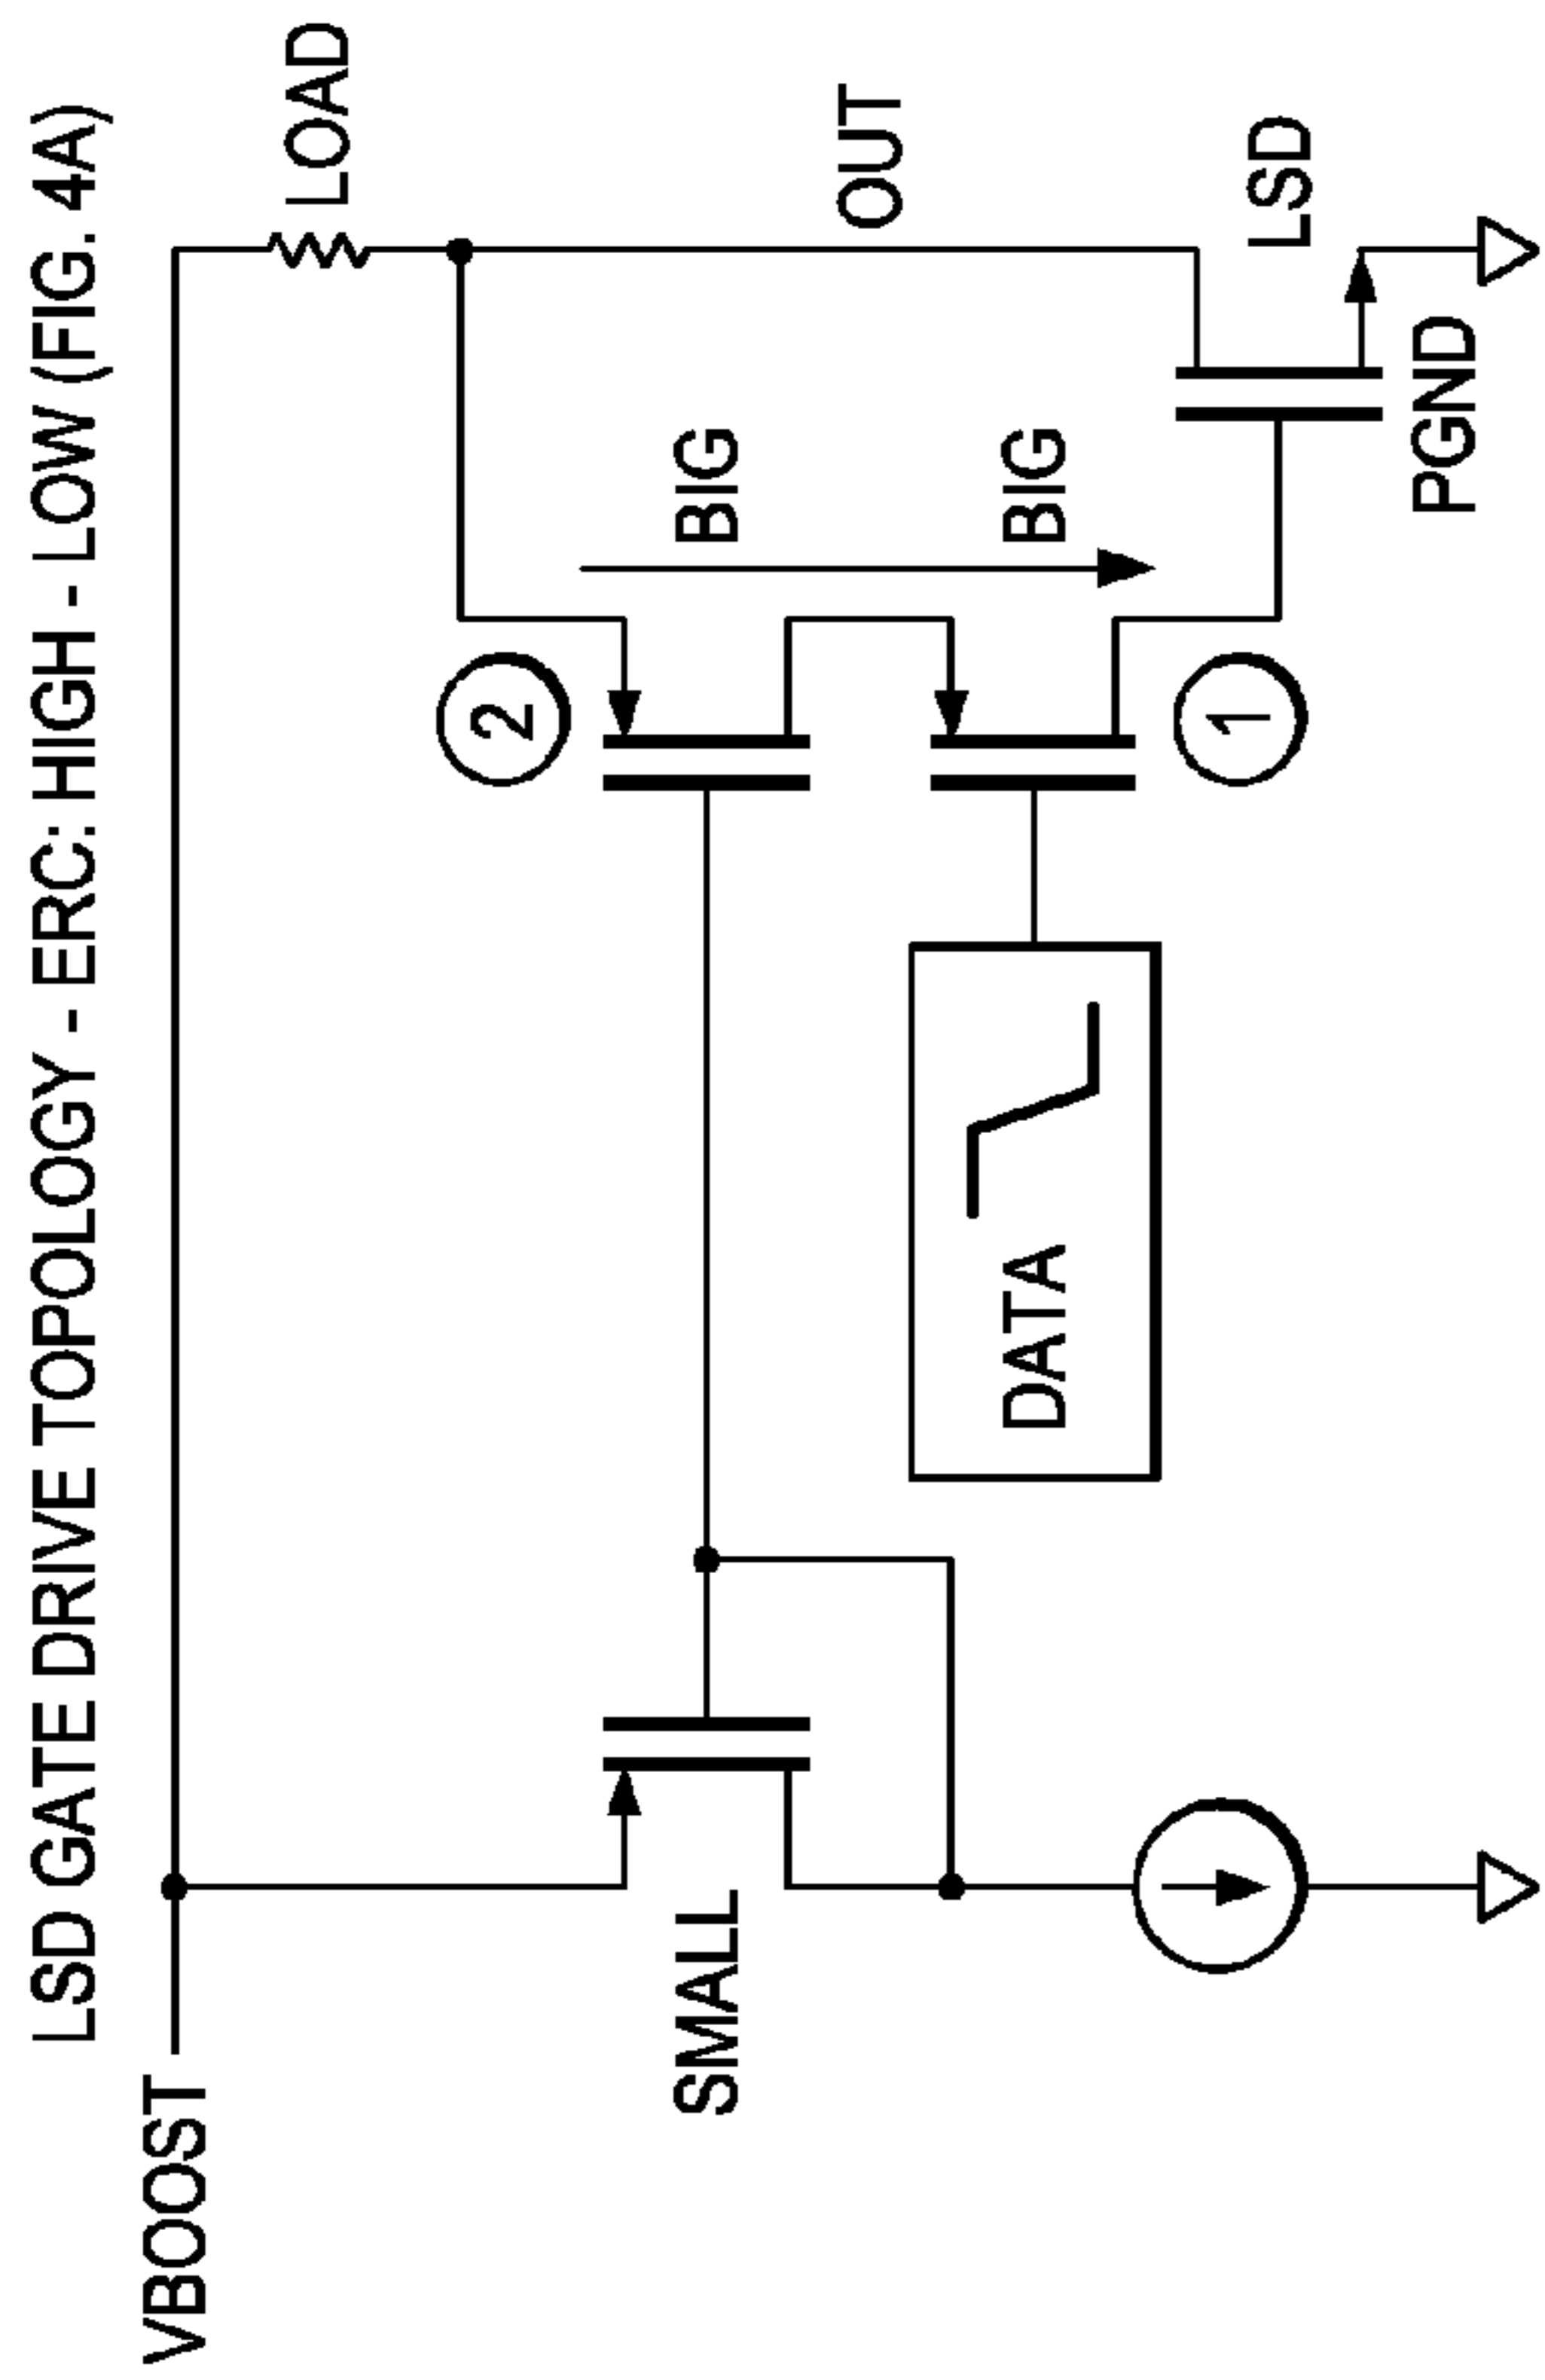 LSD GATE DRIVE TOPOLOGY - ERC: HIGH - LOW (FIG. 4A)
VBOOST
LOAD
2
SMALL
BIG
OUT
DATA
BIG
1
LSD
PGND